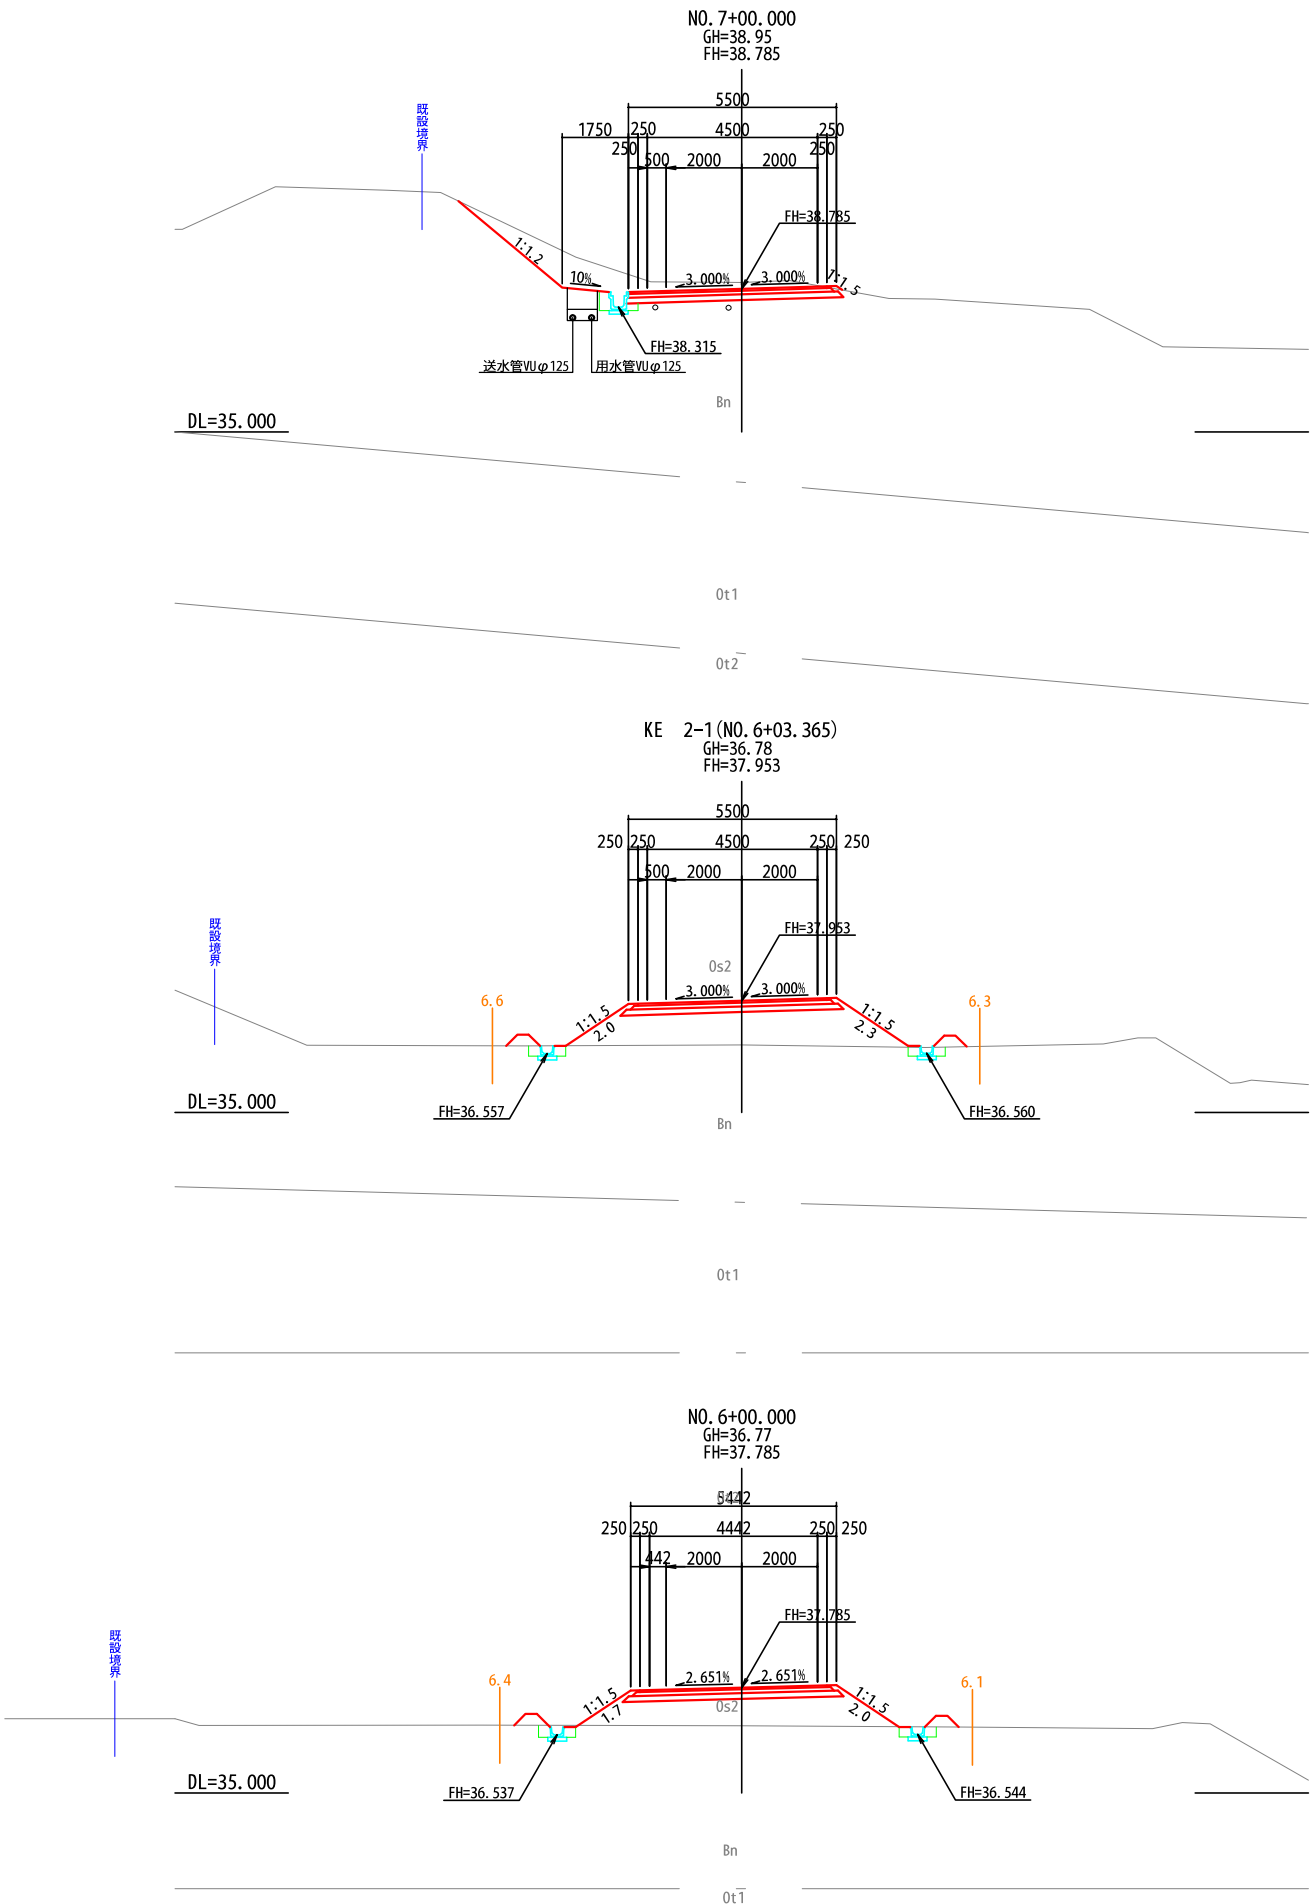 NO.7+00.000
GH=38.95
FH=38.785
5500
既設境界
1750 250 4500 250
250 250
500 2000 2000
FH=38.785
1:1.2
10% 3.000% 3.000% 1:1.5
FH=38.315
送水管VUφ125 用水管VUφ125
Bn
DL=35.000
Ot1
Ot2
KE 2-1(NO.6+03.365)
GH=36.78
FH=37.953
5500
250 250 4500 250 250
500 2000 2000
既設境界
FH=37.953
Os2
3.000% 3.000%
6.6 1:1.5 1:1.5 6.3
2.0 2.3
DL=35.000
FH=36.557 FH=36.560
Bn
Ot1
NO.6+00.000
GH=36.77
FH=37.785
5442
250 250 4442 250 250
442 2000 2000
FH=37.785
既設境界
2.651% 2.651%
6.4 1:1.5 1:1.5 6.1
1.7 Os2 2.0
DL=35.000
FH=36.537 FH=36.544
Bn
Ot1